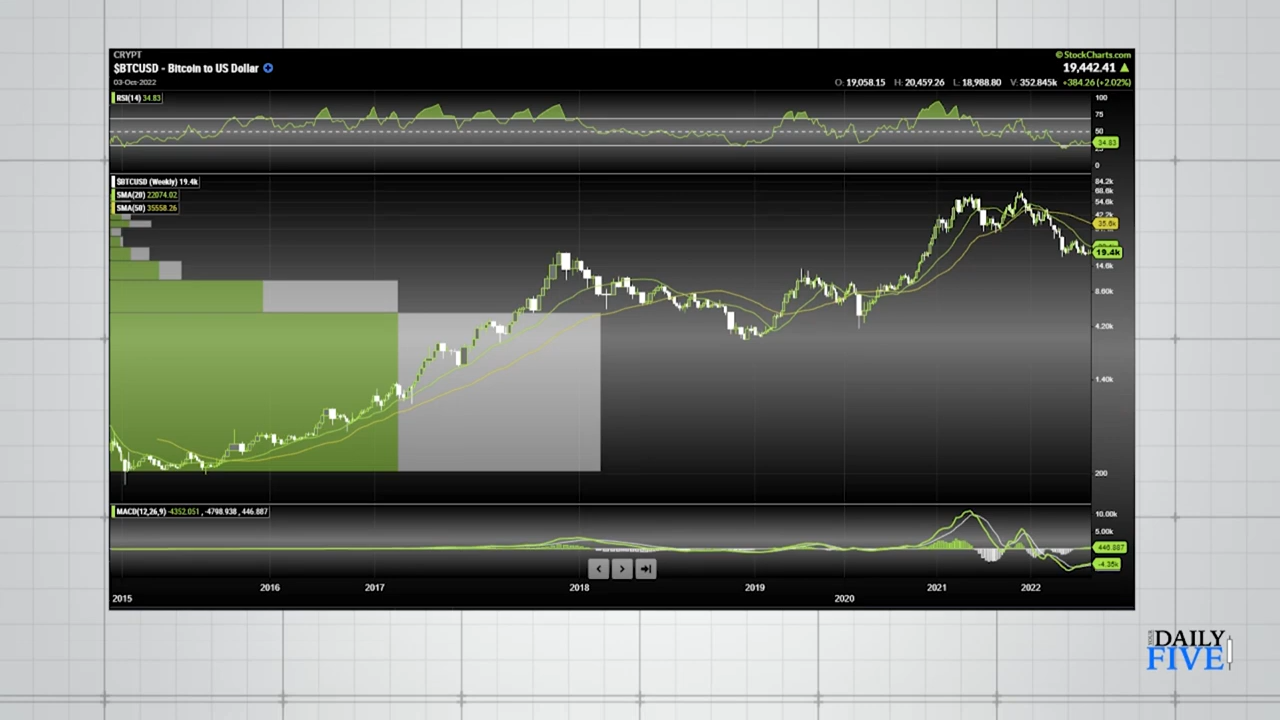 CRYPT
© StockCharts.com
$BTCUSD - Bitcoin to US Dollar
19,442.41
03-Oct-2022
O: 19,058.15 H: 20,459.26 L: 18,988.80 V: 352.845k +384.26 (+2.02%)
RSI(14) 34.83
100
75
50
34.83
0
$BTCUSD (Weekly) 19.4k
SMA(20) 22074.02
SMA(50) 35558.26
84.2k
68.6k
54.6k
42.2k
35.6k
19.4k
14.6k
8.60k
4.20k
1.40k
200
MACD(12,26,9) -4352.051, -4798.938, 446.887
10.00k
5.00k
446.887
-4.35k
2015
2016
2017
2018
2019
2020
2021
2022
YOUR
DAILY
FIVE